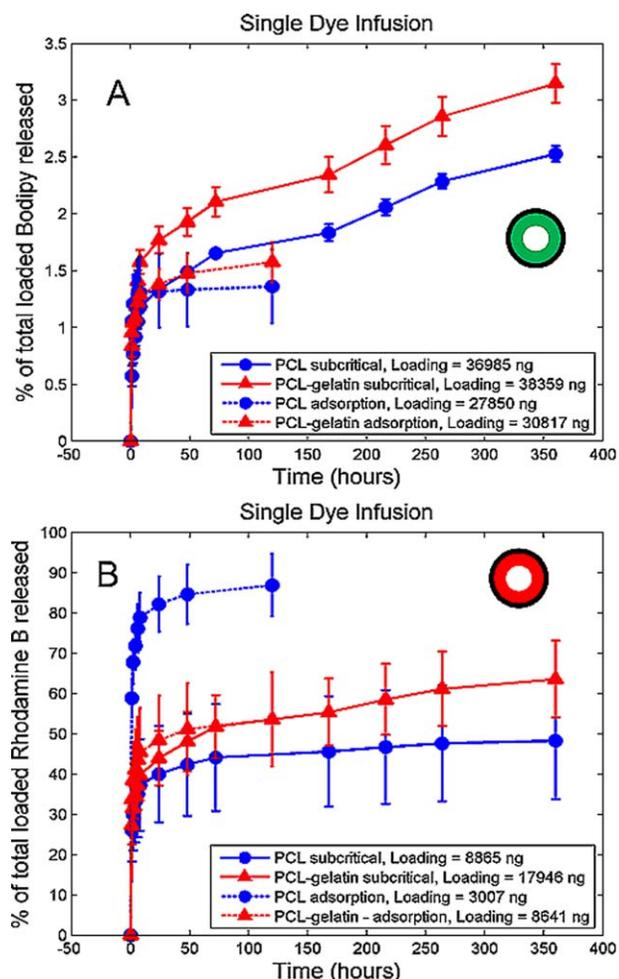 Single Dye Infusion
3.5
3
2.5
2
1.5
1
0.5
0
% of total loaded Bodipy released
A
PCL subcritical, Loading = 36985 ng
PCL-gelatin subcritical, Loading = 38359 ng
PCL adsorption, Loading = 27850 ng
PCL-gelatin adsorption, Loading = 30817 ng
-50 0 50 100 150 200 250 300 350 400
Time (hours)
Single Dye Infusion
100
90
80
70
60
50
40
30
20
10
0
% of total loaded Rhodamine B released
B
PCL subcritical, Loading = 8865 ng
PCL-gelatin subcritical, Loading = 17946 ng
PCL adsorption, Loading = 3007 ng
PCL-gelatin - adsorption, Loading = 8641 ng
-50 0 50 100 150 200 250 300 350 400
Time (hours)